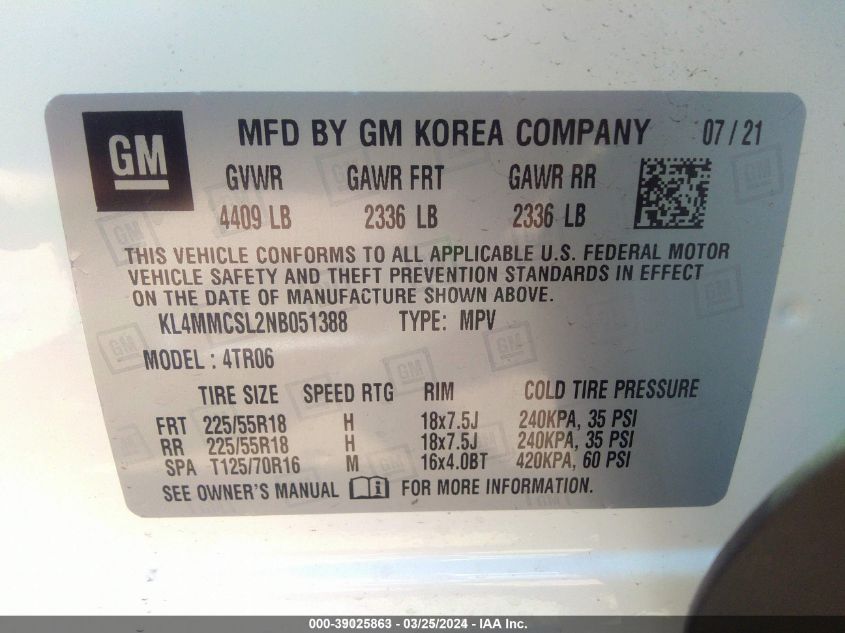 GM
MFD BY GM KOREA COMPANY 07/21
GVWR GAWR FRT GAWR RR
4409 LB 2336 LB 2336 LB
THIS VEHICLE CONFORMS TO ALL APPLICABLE U.S. FEDERAL MOTOR
VEHICLE SAFETY AND THEFT PREVENTION STANDARDS IN EFFECT
ON THE DATE OF MANUFACTURE SHOWN ABOVE.
KL4MMCSL2NB051388 TYPE: MPV
MODEL : 4TR06
TIRE SIZE SPEED RTG RIM COLD TIRE PRESSURE
FRT 225/55R18 H 18x7.5J 240KPA, 35 PSI
RR 225/55R18 H 18x7.5J 240KPA, 35 PSI
SPA T125/70R16 M 16x4.0BT 420KPA, 60 PSI
SEE OWNER'S MANUAL FOR MORE INFORMATION.
000-39025863 - 03/25/2024 - IAA Inc.